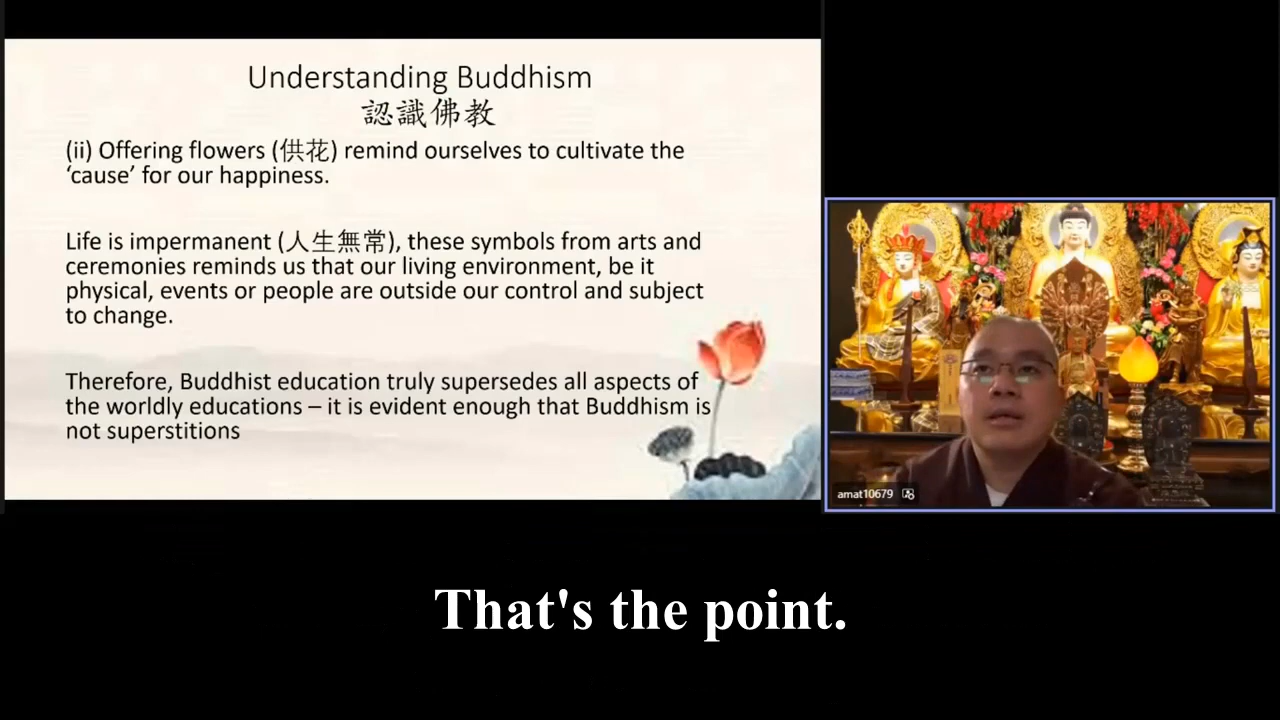 Understanding Buddhism
認識佛教
(ii) Offering flowers (供花) remind ourselves to cultivate the
‘cause’ for our happiness.
Life is impermanent (人生無常), these symbols from arts and
ceremonies reminds us that our living environment, be it
physical, events or people are outside our control and subject
to change.
Therefore, Buddhist education truly supersedes all aspects of
the worldly educations – it is evident enough that Buddhism is
not superstitions
amat10679
That's the point.